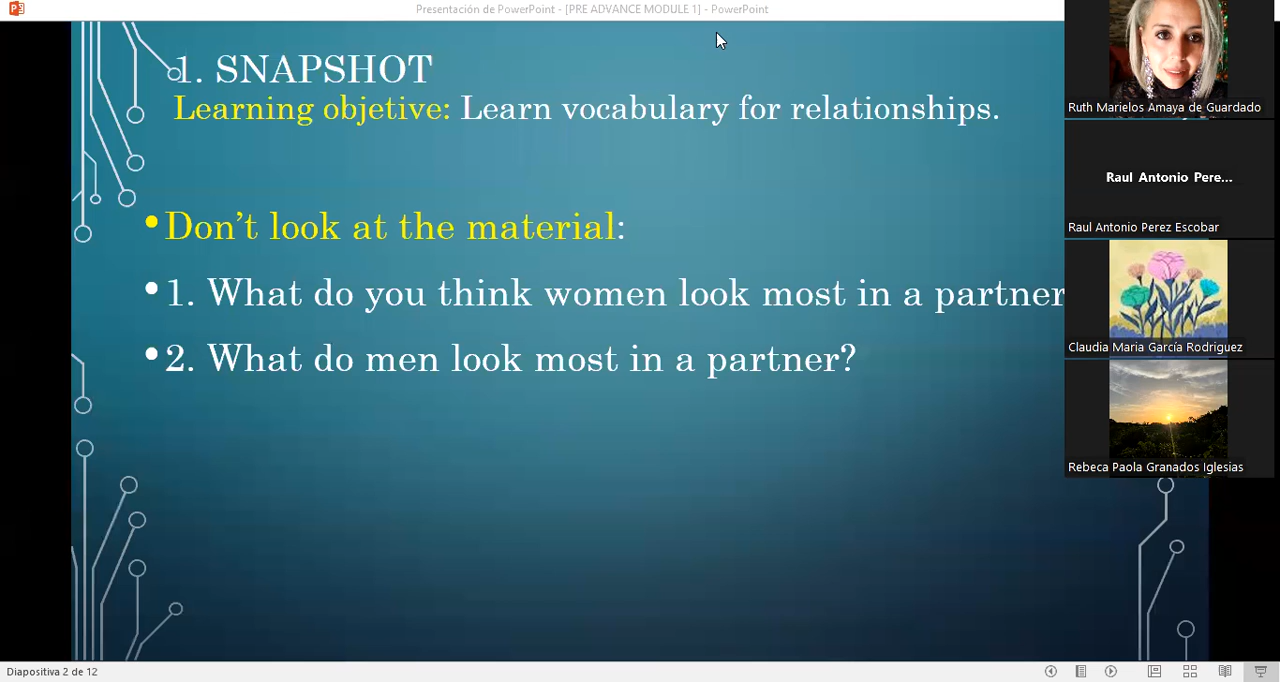 Presentación de PowerPoint - [PRE ADVANCE MODULE 1] - PowerPoint
1. SNAPSHOT
Learning objetive: Learn vocabulary for relationships.
•Don't look at the material:
•1. What do you think women look most in a partner
•2. What do men look most in a partner?
Ruth Marielos Amaya de Guardado
Raul Antonio Pere...
Raul Antonio Perez Escobar
Claudia Maria García Rodriguez
Rebeca Paola Granados Iglesias
Diapositiva 2 de 12